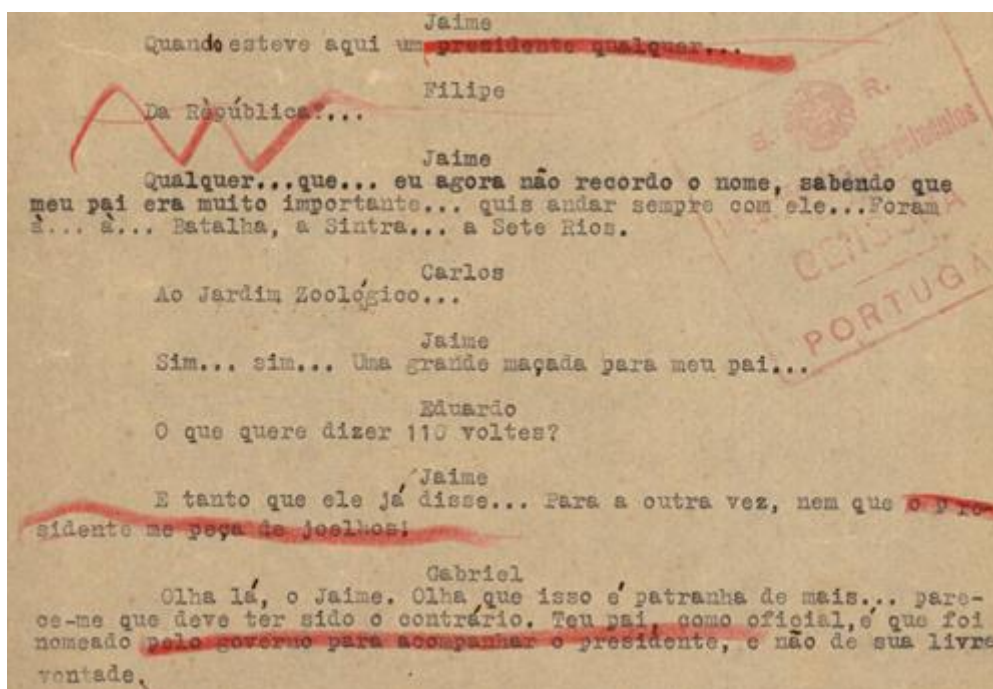 Jaime
Quando esteve aqui um presidente qualquer...
Filipe
Da Rèpública?...
Jaime
Qualquer...que... eu agora não recordo o nome, sabendo que
meu pai era muito importante... quis andar sempre com ele...Foram
à... à... Batalha, a Sintra... a Sete Rios.
Carlos
Ao Jardim Zoológico...
Jaime
Sim... sim... Uma grande maçada para meu pai...
Eduardo
O que quere dizer 110 voltes?
Jaime
E tanto que ele já disse... Para a outra vez, nem que o pre-
sidente me peça de joelhos!
Gabriel
Olha lá, o Jaime. Olha que isso é patranha de mais... pare-
ce-me que deve ter sido o contrário. Teu pai, como oficial,é que foi
nomeado pelo governo para acompanhar o presidente, e não de sua livre
vontade.
S. R.
Espectáculos
CENSURA
PORTUGA